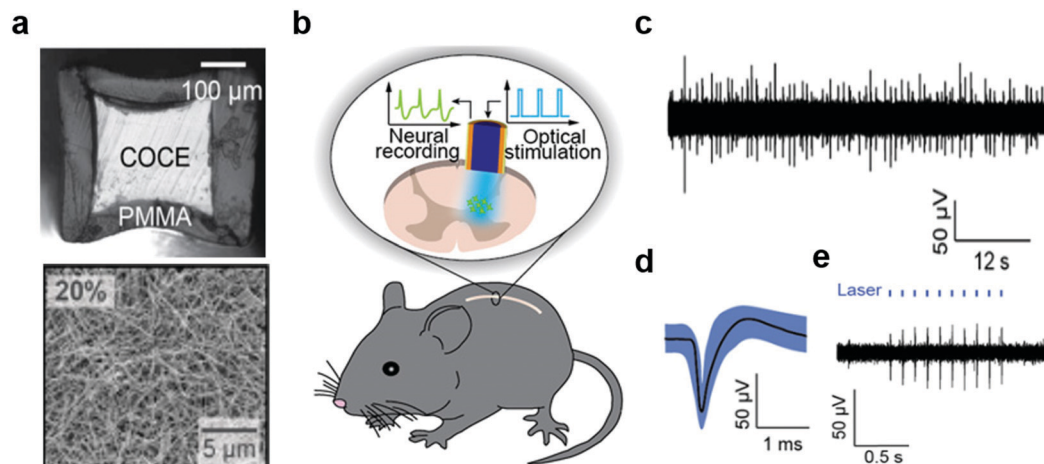 a
100 µm
COCE
PMMA
20%
5 µm
b
Neural
recording
Optical
stimulation
c
50 µV
12 s
d
50 µV
1 ms
e
Laser
50 µV
0.5 s